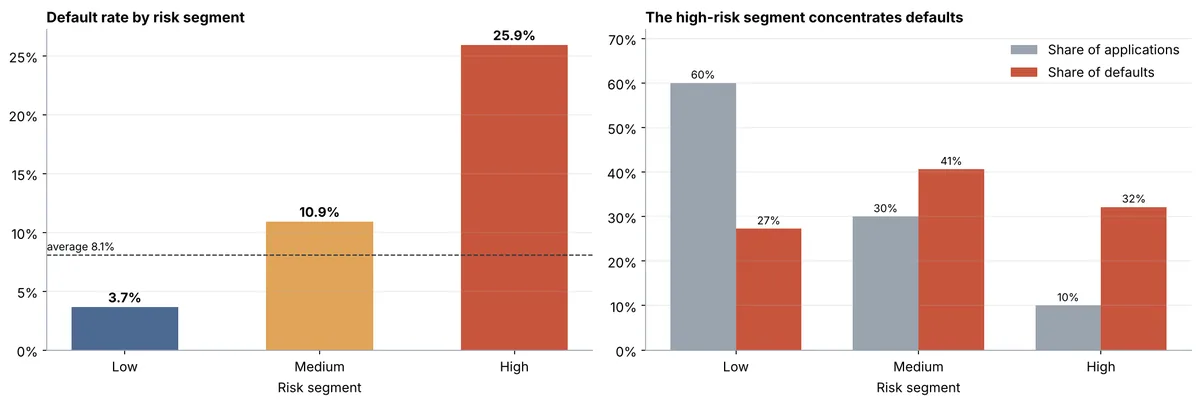 Default rate by risk segment
25%
20%
15%
10%
5%
0%
25.9%
10.9%
average 8.1%
3.7%
Low
Medium
High
Risk segment
The high-risk segment concentrates defaults
70%
60%
50%
40%
30%
20%
10%
0%
Share of applications
Share of defaults
60%
27%
30%
41%
10%
32%
Low
Medium
High
Risk segment